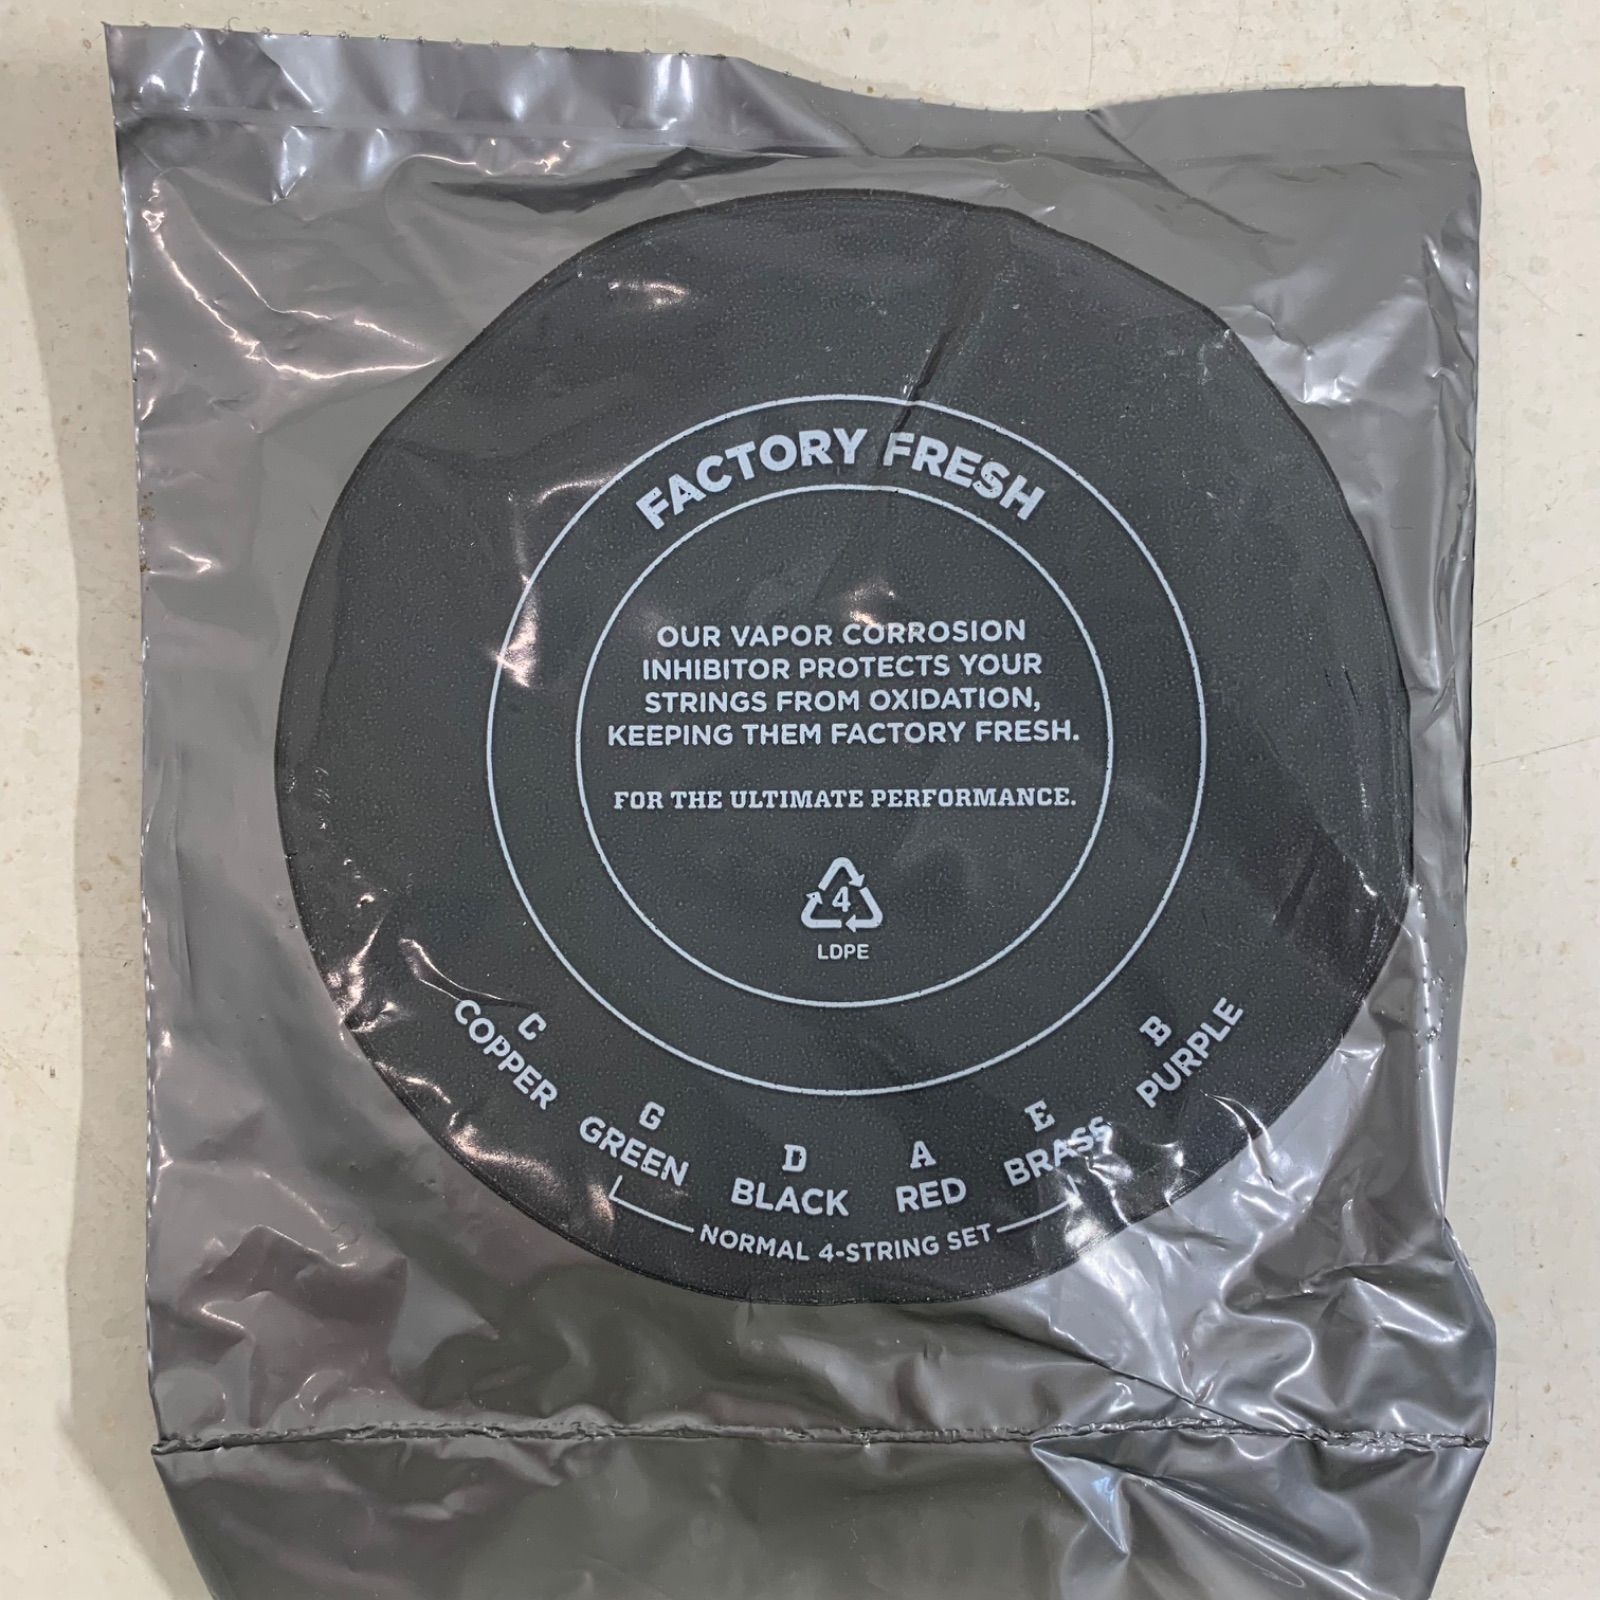 FACTORY FRESH
OUR VAPOR CORROSION
INHIBITOR PROTECTS YOUR
STRINGS FROM OXIDATION,
KEEPING THEM FACTORY FRESH.
FOR THE ULTIMATE PERFORMANCE.
4
LDPE
C
COPPER
G
GREEN
D
BLACK
A
RED
E
BRASS
B
PURPLE
NORMAL 4-STRING SET